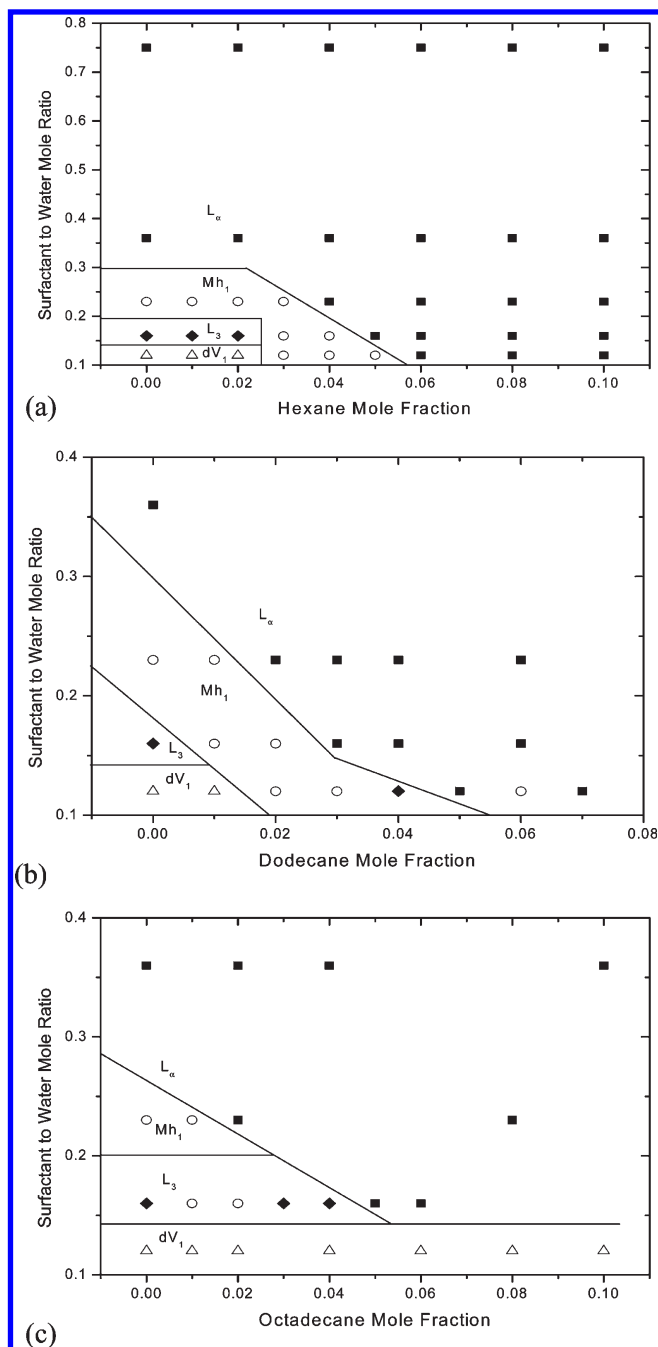 0.8
0.7
0.6
0.5
0.4
0.3
0.2
0.1
Surfactant to Water Mole Ratio
Lα
Mh1
L3
dV1
0.00 0.02 0.04 0.06 0.08 0.10
(a)
Hexane Mole Fraction
0.4
0.3
0.2
0.1
Surfactant to Water Mole Ratio
Lα
Mh1
L3
dV1
0.00 0.02 0.04 0.06 0.08
Dodecane Mole Fraction
(b)
0.4
0.3
0.2
0.1
Surfactant to Water Mole Ratio
Lα
Mh1
L3
dV1
0.00 0.02 0.04 0.06 0.08 0.10
Octadecane Mole Fraction
(c)